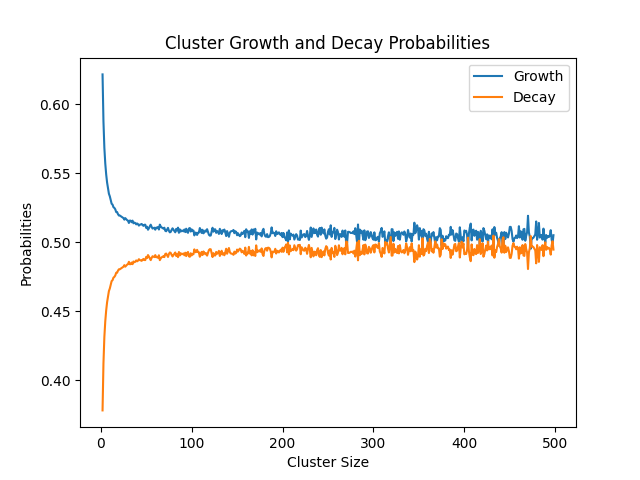 Cluster Growth and Decay Probabilities
Growth
Decay
0.60
0.55
0.50
0.45
0.40
Probabilities
0
100
200
300
400
500
Cluster Size